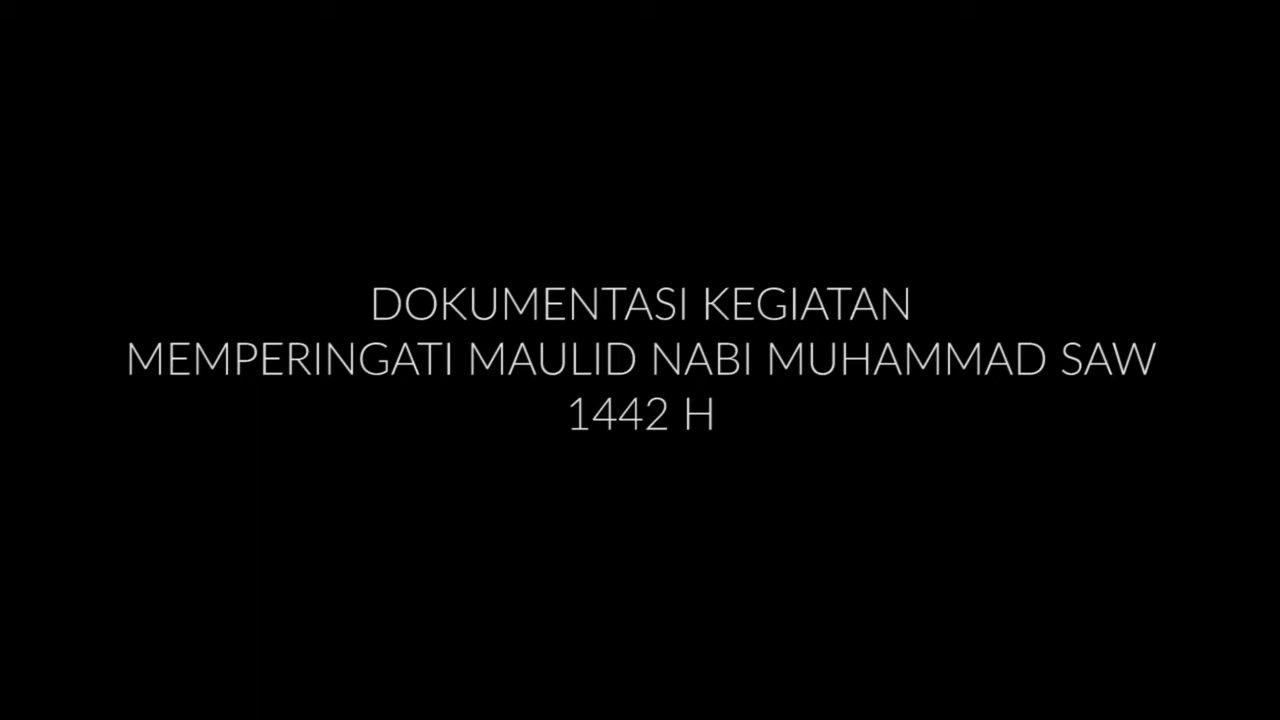 DOKUMENTASI KEGIATAN
MEMPERINGATI MAULID NABI MUHAMMAD SAW
1442 H